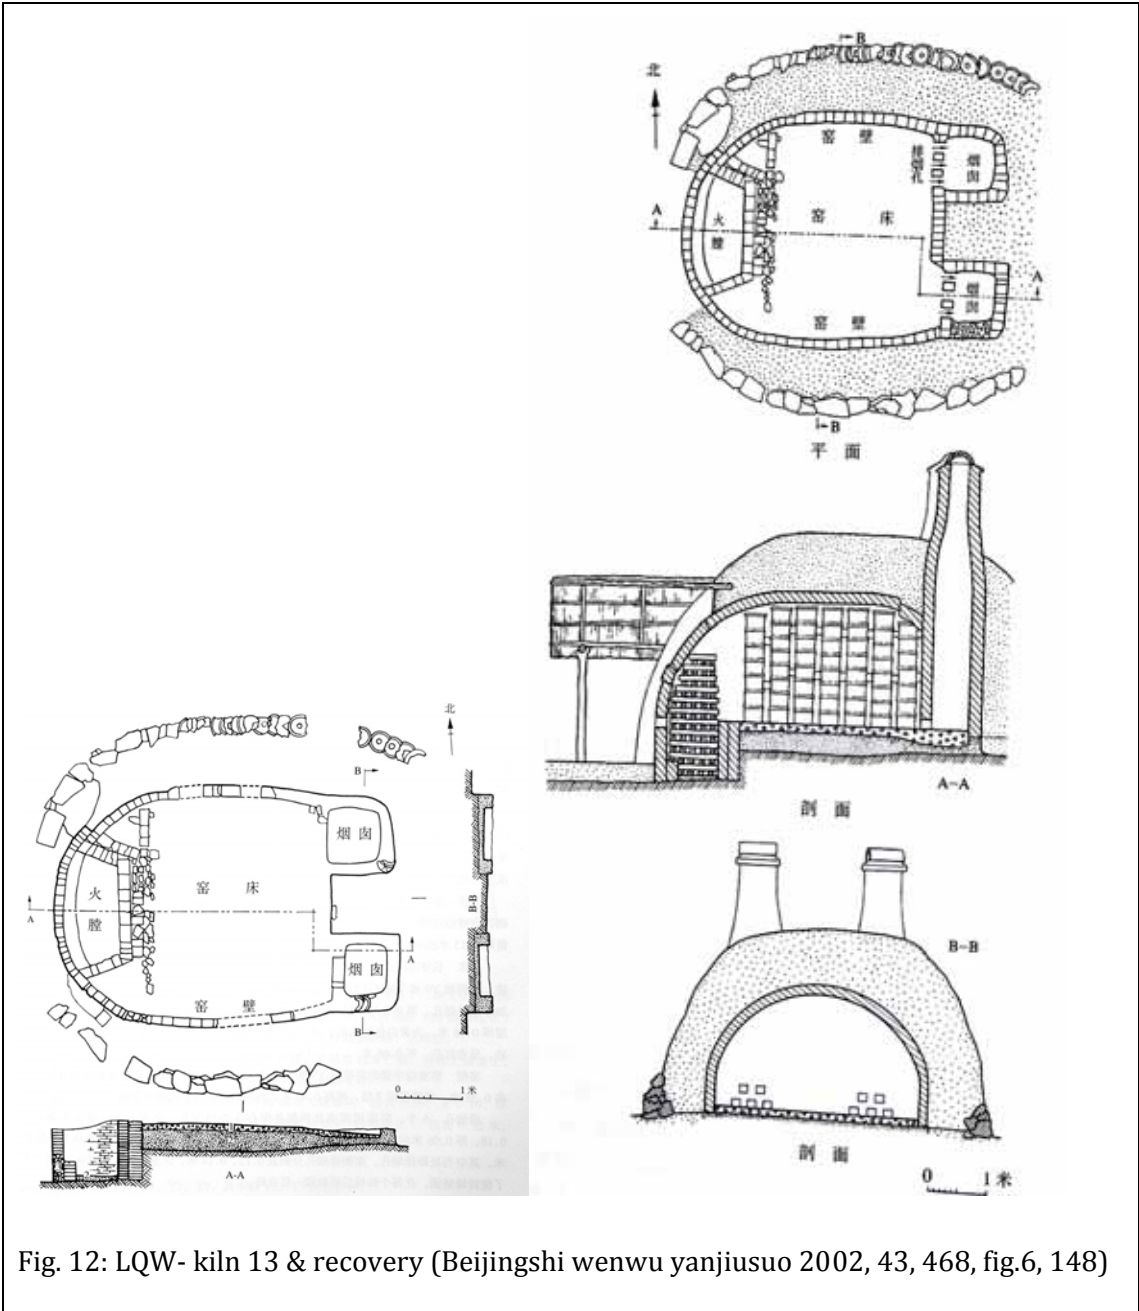 B
北
窑 壁
排烟孔
烟囱
A
火膛
窑 床
A
烟囱
窑 壁
B
平 面
A-A
剖 面
B-B
剖 面
0 1米
北
B
烟 囱
火膛
窑 床
A
B-B
A
烟 囱
窑 壁
B
0 1米
A-A
Fig. 12: LQW- kiln 13 & recovery (Beijingshi wenwu yanjiusuo 2002, 43, 468, fig.6, 148)